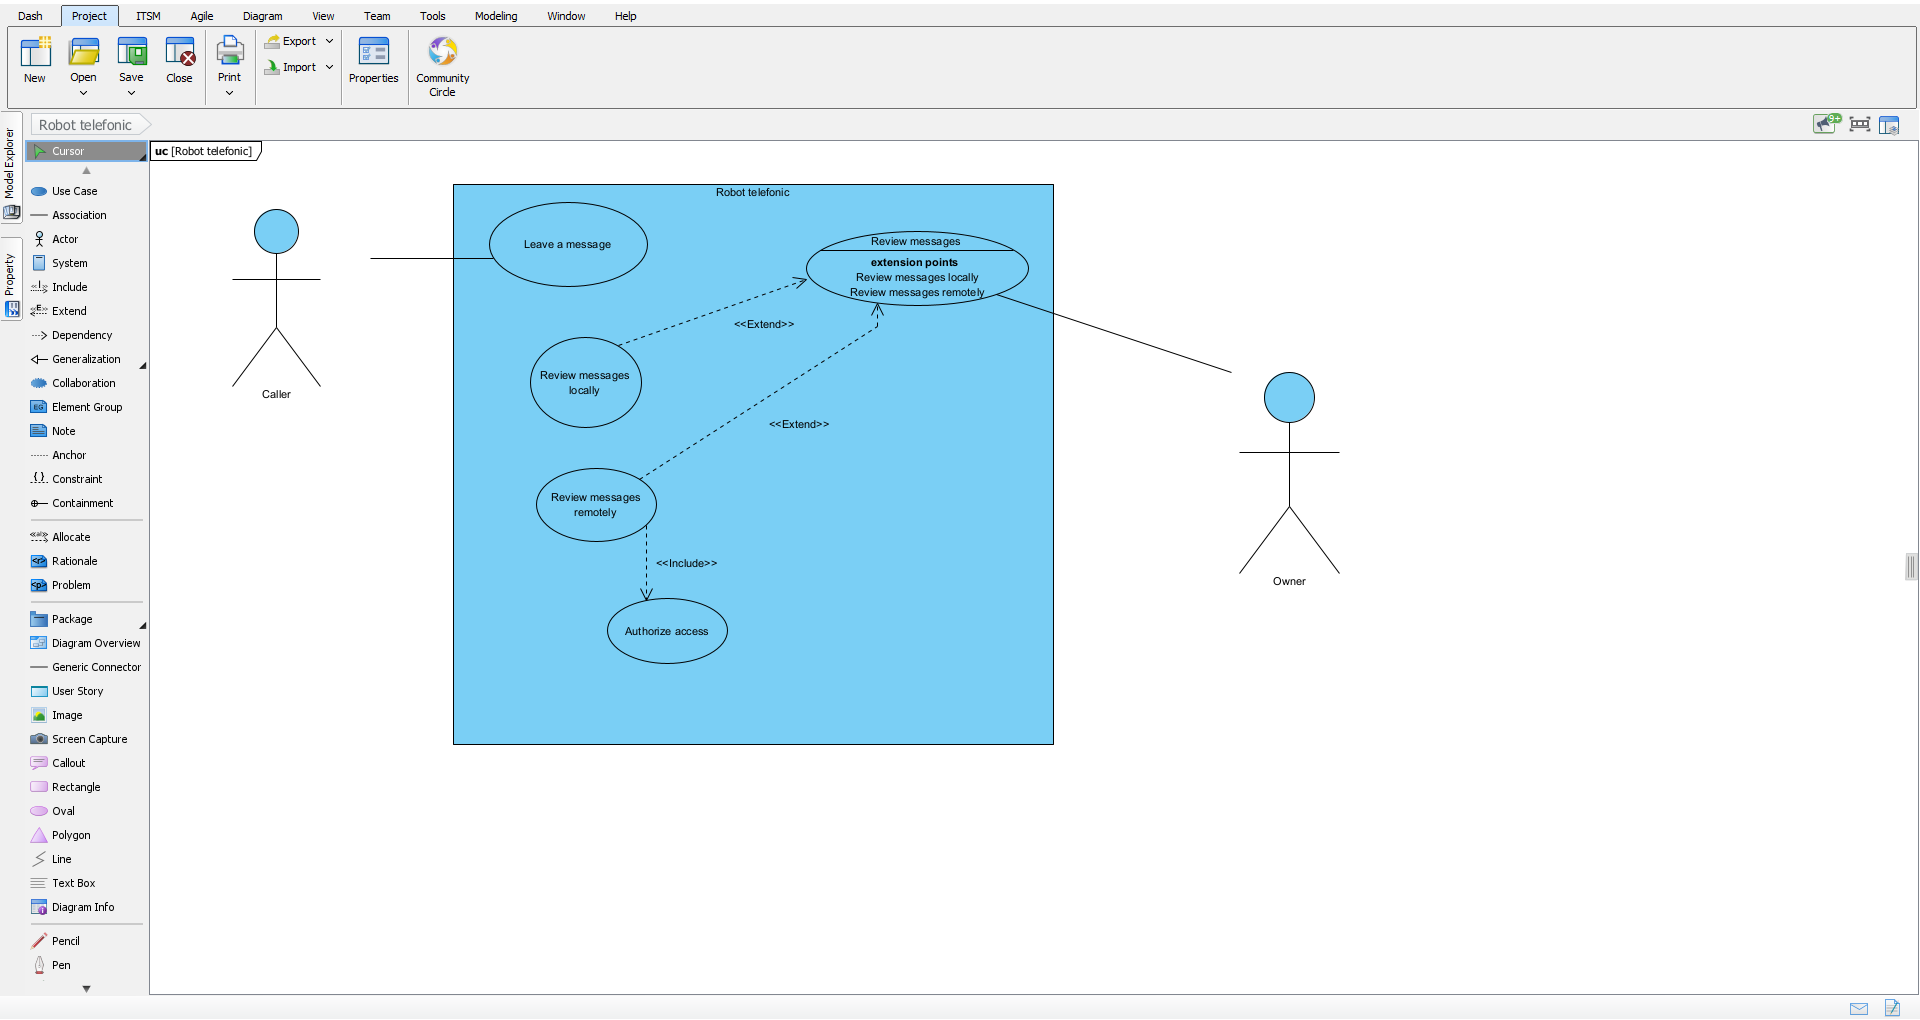 Dash Project ITSM Agile Diagram View Team Tools Modeling Window Help
New Open Save Close Print Export Import Properties Community Circle
Robot telefonic
9+
Model Explorer
Property
Cursor
Use Case
Association
Actor
System
Include
Extend
Dependency
Generalization
Collaboration
Element Group
Note
Anchor
Constraint
Containment
Allocate
Rationale
Problem
Package
Diagram Overview
Generic Connector
User Story
Image
Screen Capture
Callout
Rectangle
Oval
Polygon
Line
Text Box
Diagram Info
Pencil
Pen
uc [Robot telefonic]
Robot telefonic
Leave a message
Review messages
extension points
Review messages locally
Review messages remotely
<<Extend>>
Review messages
locally
Caller
<<Extend>>
Review messages
remotely
<<Include>>
Owner
Authorize access